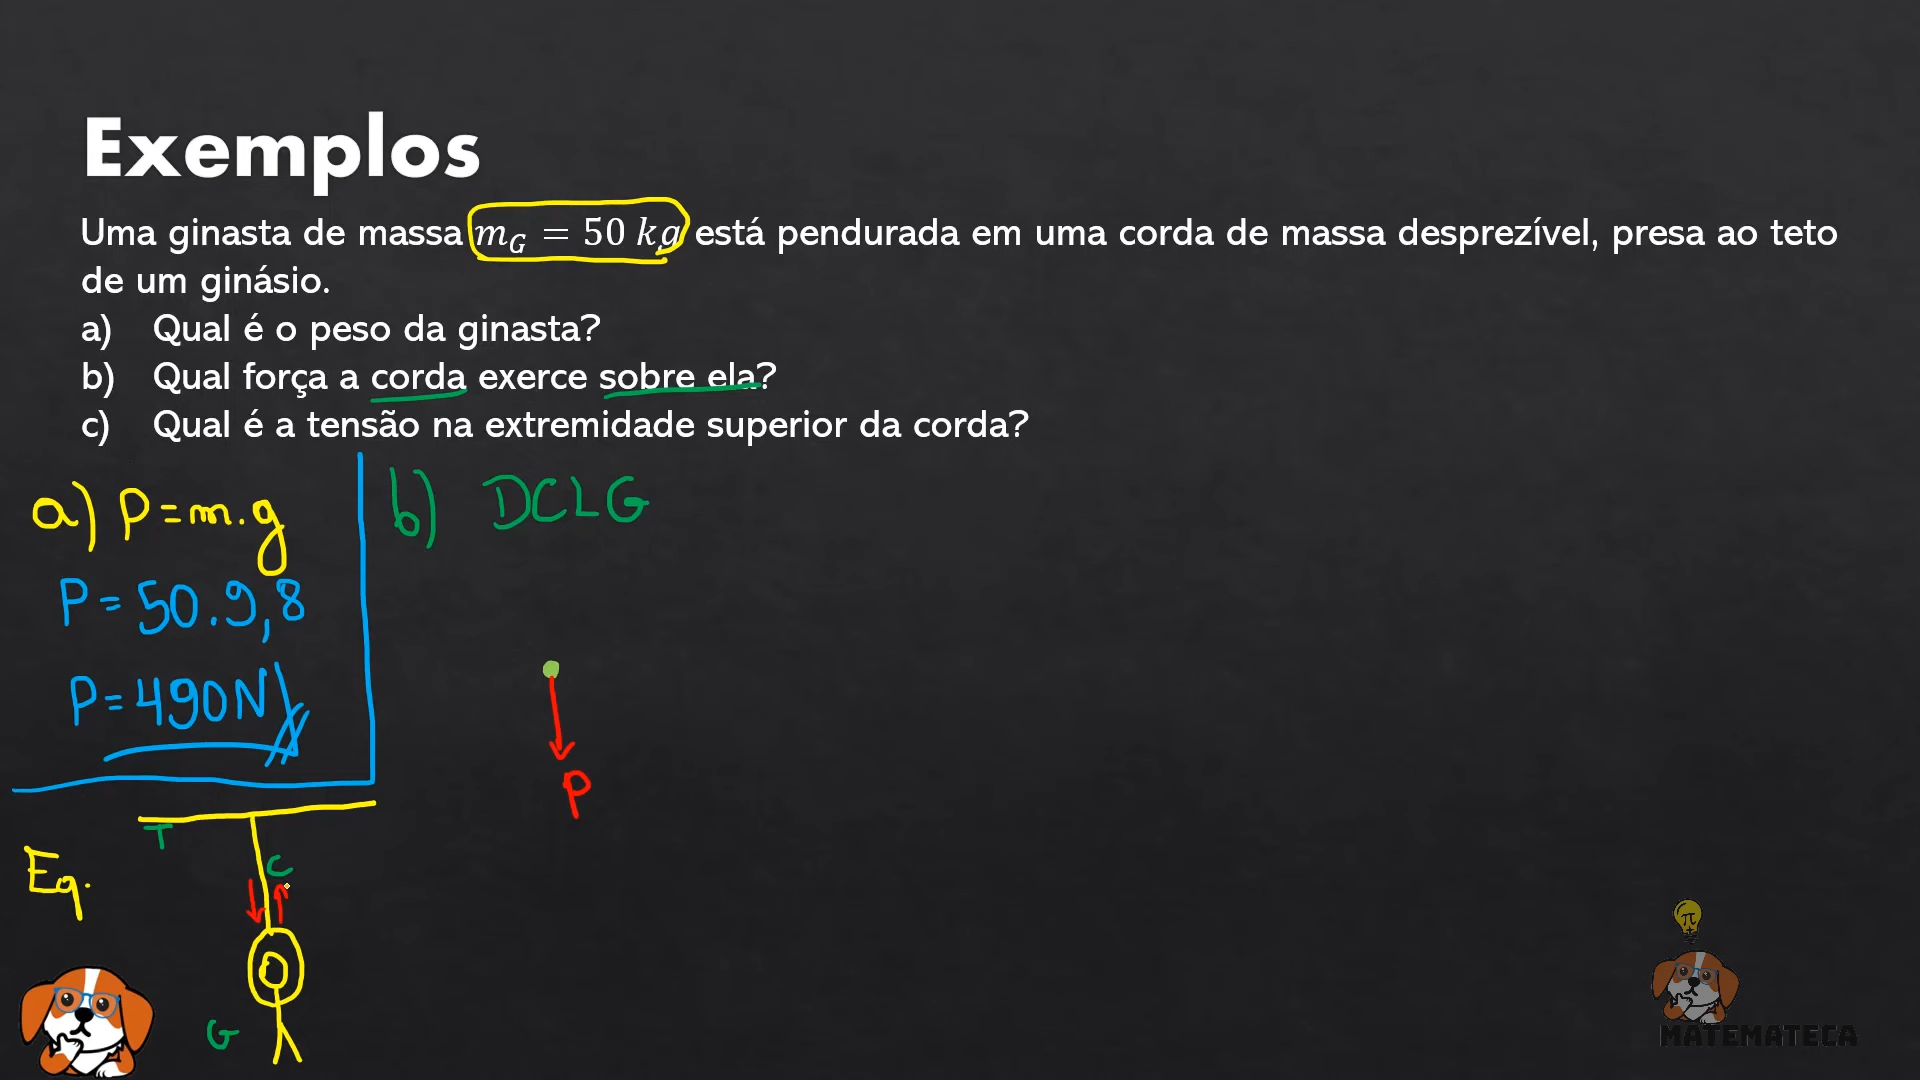 Exemplos
Uma ginasta de massa m_G = 50 kg está pendurada em uma corda de massa desprezível, presa ao teto
de um ginásio.
a) Qual é o peso da ginasta?
b) Qual força a corda exerce sobre ela?
c) Qual é a tensão na extremidade superior da corda?
a) P=m.g
P=50.9,8
P=490N
b) DCLG
P
Eq.
T
C
G
π
π
MATEMATECA